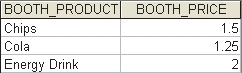 BOOTH_PRODUCT BOOTH_PRICE
Chips 1.5
Cola 1.25
Energy Drink 2